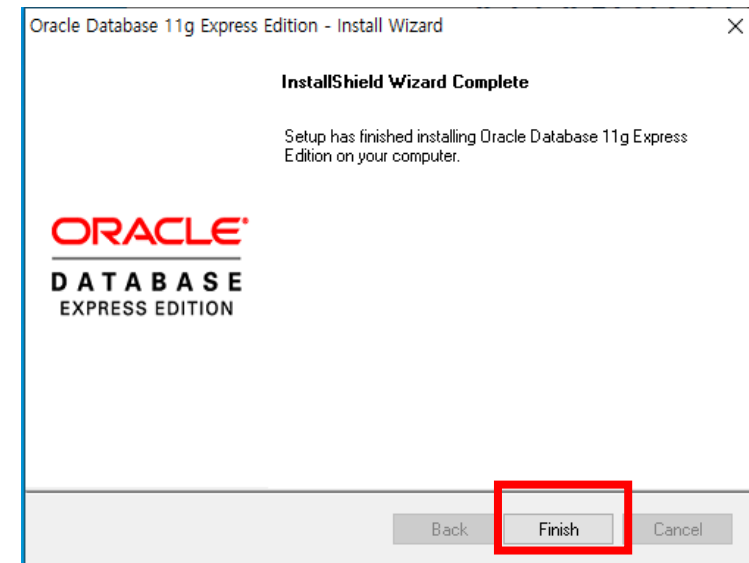 Oracle Database 11g Express Edition - Install Wizard
InstallShield Wizard Complete
Setup has finished installing Oracle Database 11g Express
Edition on your computer.
ORACLE
DATABASE
EXPRESS EDITION
Back
Finish
Cancel